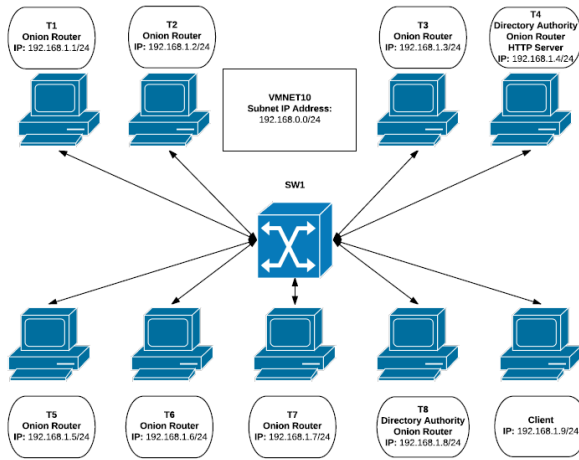 T1
Onion Router
IP: 192.168.1.1/24
T2
Onion Router
IP: 192.168.1.2/24
T3
Onion Router
IP: 192.168.1.3/24
T4
Directory Authority
Onion Router
HTTP Server
IP: 192.168.1.4/24
VMNET10
Subnet IP Address:
192.168.0.0/24
SW1
T5
Onion Router
IP: 192.168.1.5/24
T6
Onion Router
IP: 192.168.1.6/24
T7
Onion Router
IP: 192.168.1.7/24
T8
Directory Authority
Onion Router
IP: 192.168.1.8/24
Client
IP: 192.168.1.9/24